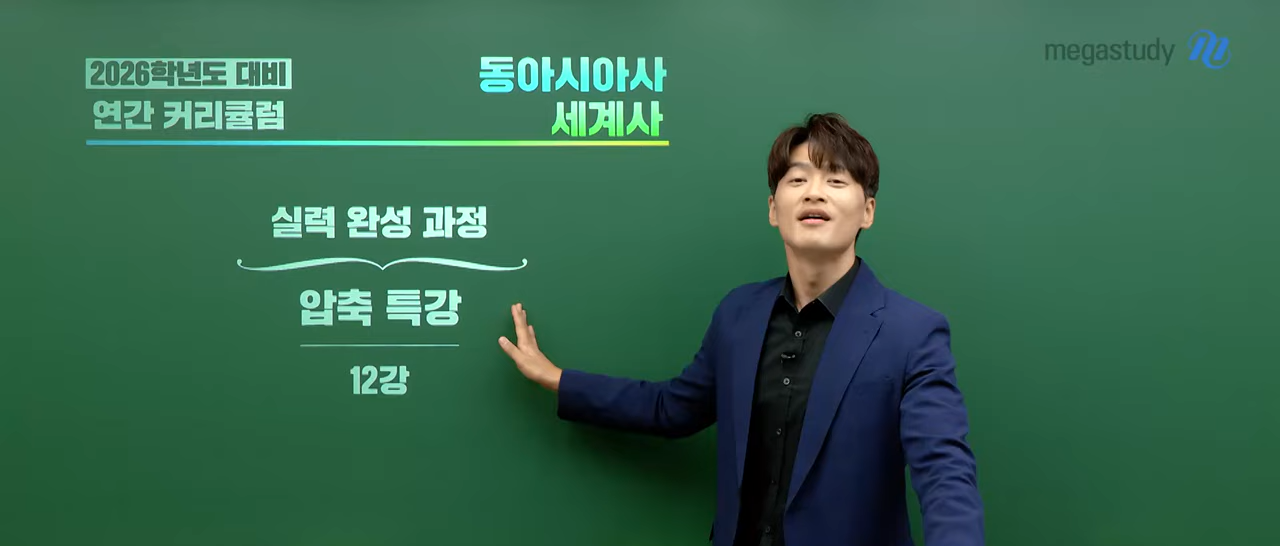 2026학년도 대비
연간 커리큘럼
동아시아사
세계사
megastudy
실력 완성 과정
압축 특강
12강